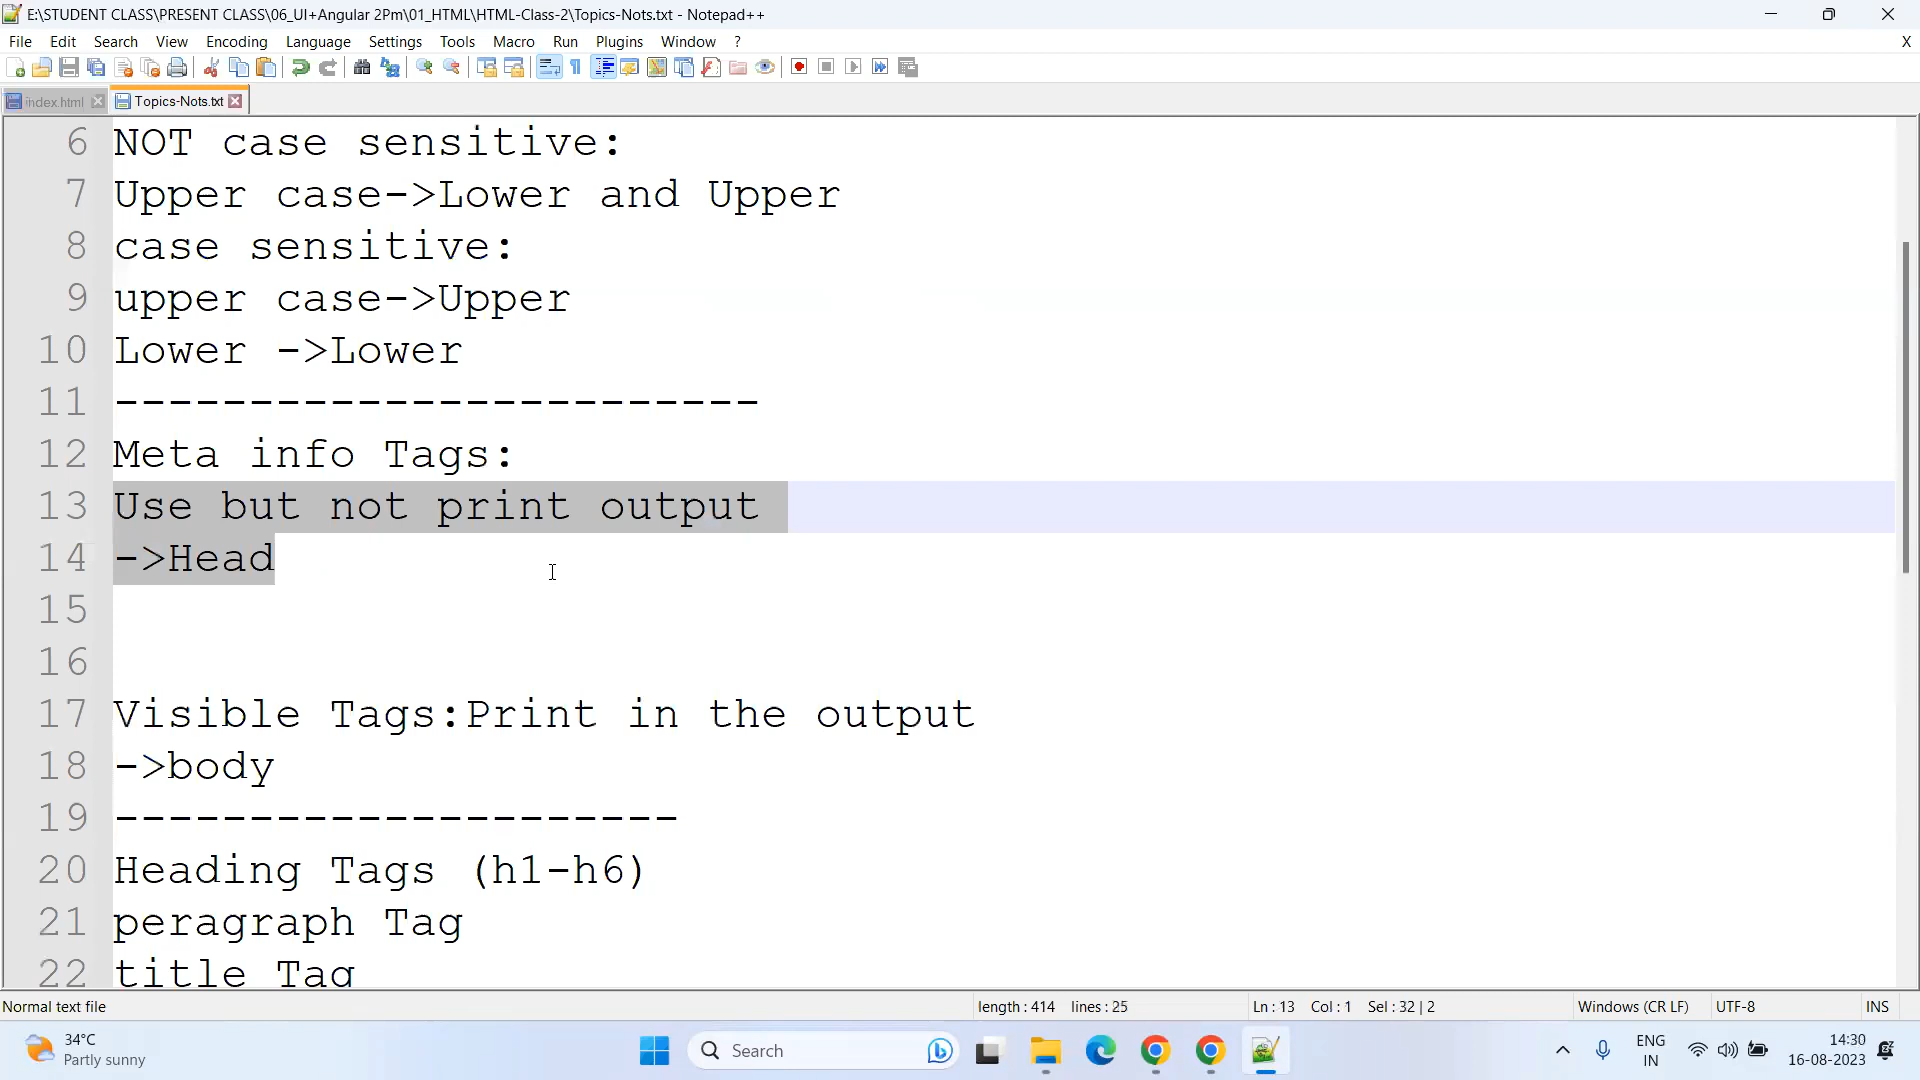 E:\STUDENT CLASS\PRESENT CLASS\06_UI+Angular 2Pm\01_HTML\HTML-Class-2\Topics-Nots.txt - Notepad++
File Edit Search View Encoding Language Settings Tools Macro Run Plugins Window ? X
index.html Topics-Nots.txt
6 NOT case sensitive:
7 Upper case->Lower and Upper
8 case sensitive:
9 upper case->Upper
10 Lower ->Lower
11 ------------------------
12 Meta info Tags:
13 Use but not print output
14 ->Head
15
16
17 Visible Tags:Print in the output
18 ->body
19 ---------------------
20 Heading Tags (h1-h6)
21 peragraph Tag
22 title Tag
Normal text file length : 414 lines : 25 Ln : 13 Col : 1 Sel : 32 | 2 Windows (CR LF) UTF-8 INS
34°C
Partly sunny
Search
ENG
IN
14:30
16-08-2023